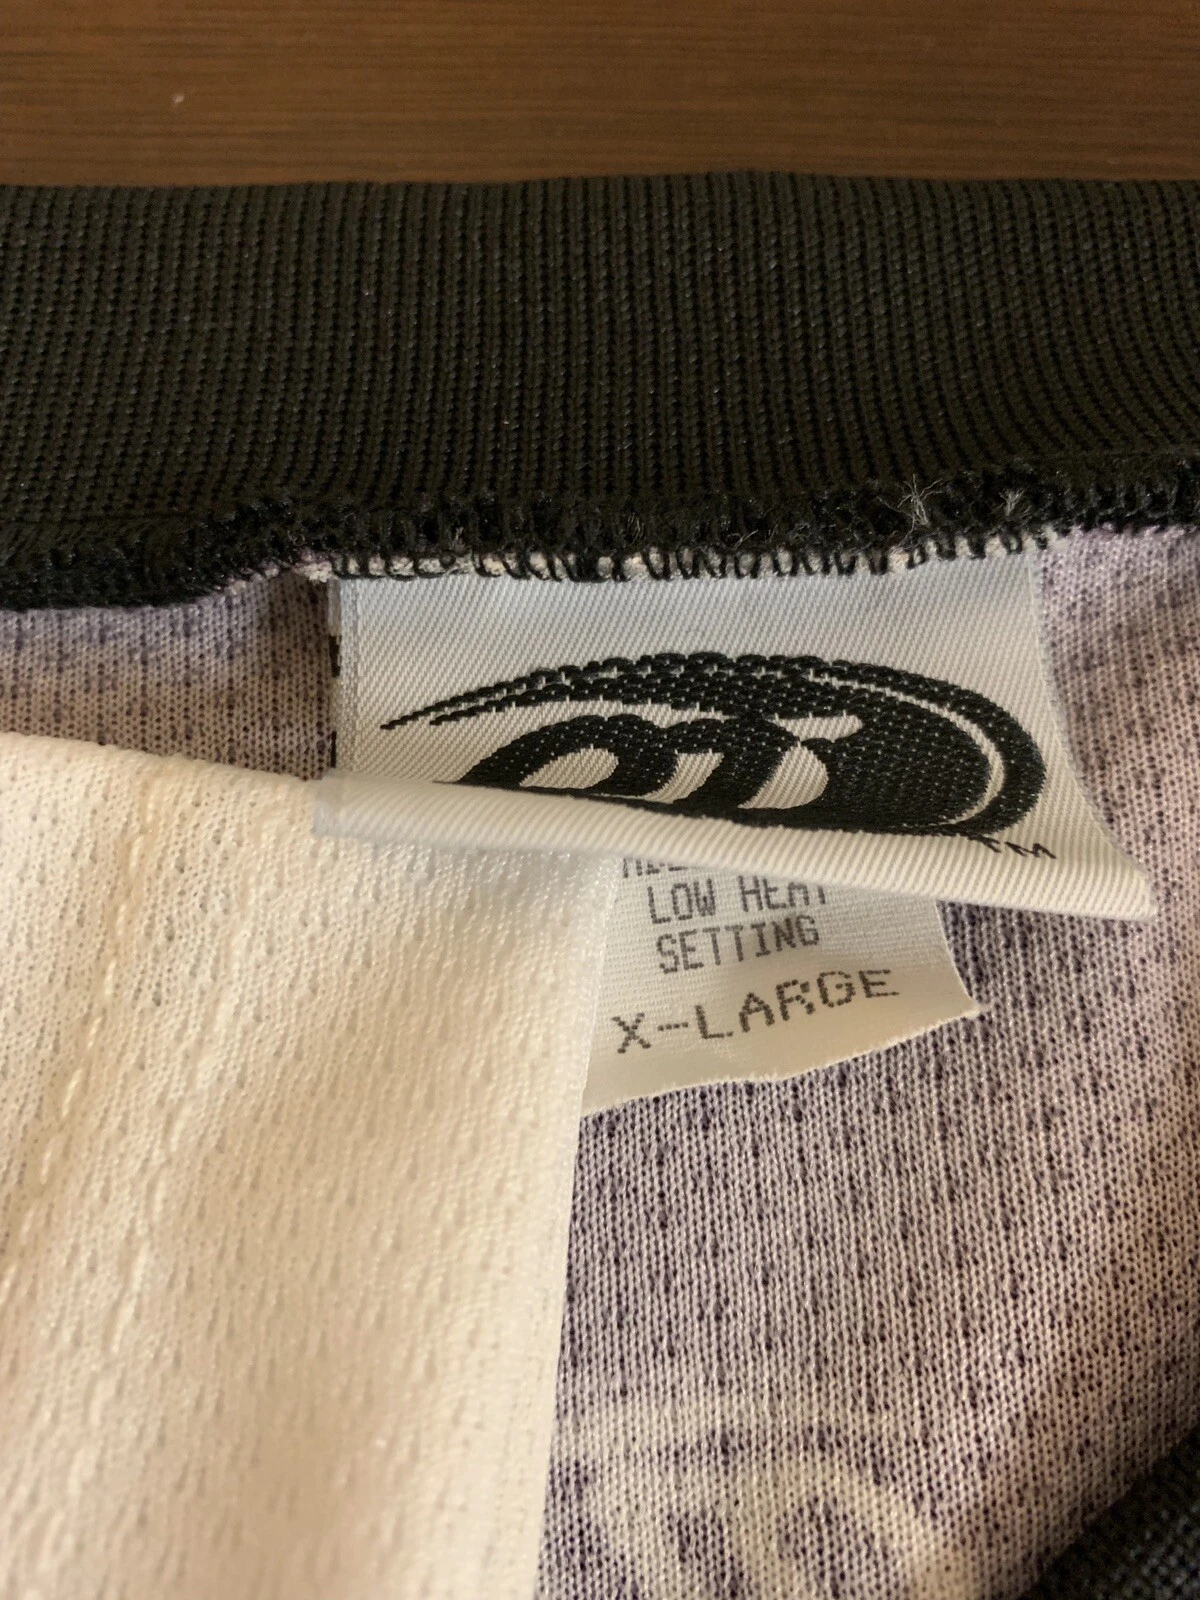 TM
LOW HEAT
SETTING
X-LARGE